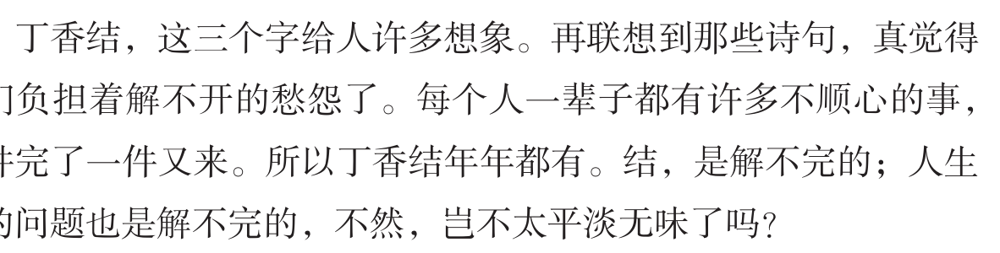 丁香结，这三个字给人许多想象。再联想到那些诗句，真觉得
们负担着解不开的愁怨了。每个人一辈子都有许多不顺心的事，
件完了一件又来。所以丁香结年年都有。结，是解不完的；人生
的问题也是解不完的，不然，岂不太平淡无味了吗？